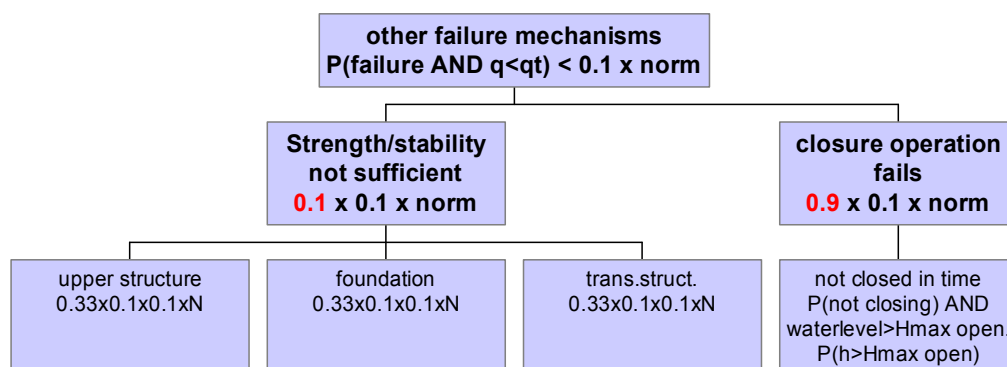 other failure mechanisms
P(failure AND q<qt) < 0.1 x norm
Strength/stability
not sufficient
0.1 x 0.1 x norm
closure operation
fails
0.9 x 0.1 x norm
upper structure
0.33x0.1x0.1xN
foundation
0.33x0.1x0.1xN
trans.struct.
0.33x0.1x0.1xN
not closed in time
P(not closing) AND
waterlevel>Hmax open.
P(h>Hmax open)